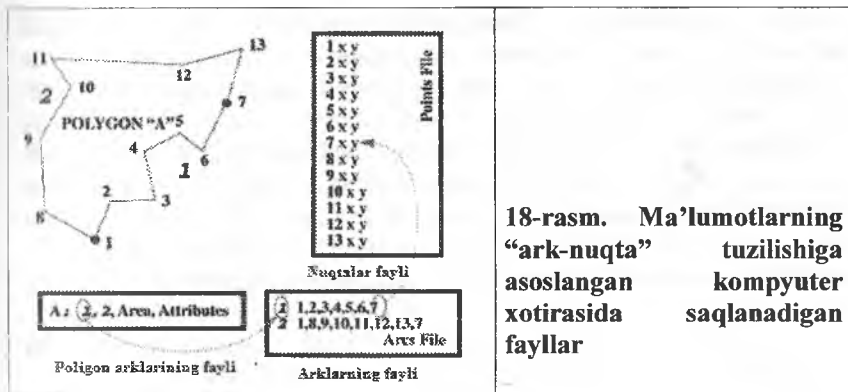 11
13
12
10
2
7
POLYGON “A”
5
9
4
1
6
2
3
8
1
1 x y
2 x y
3 x y
4 x y
5 x y
6 x y
7 x y
8 x y
9 x y
10 x y
11 x y
12 x y
13 x y
Points File
Nuqtalar fayli
A : 1, 2, Area, Attributes
Poligon arklarining fayli
1 1,2,3,4,5,6,7
2 1,8,9,10,11,12,13,7
Arcs File
Arklarning fayli
18-rasm. Ma’lumotlarning
“ark-nuqta” tuzilishiga
asoslangan kompyuter
xotirasida saqlanadigan
fayllar